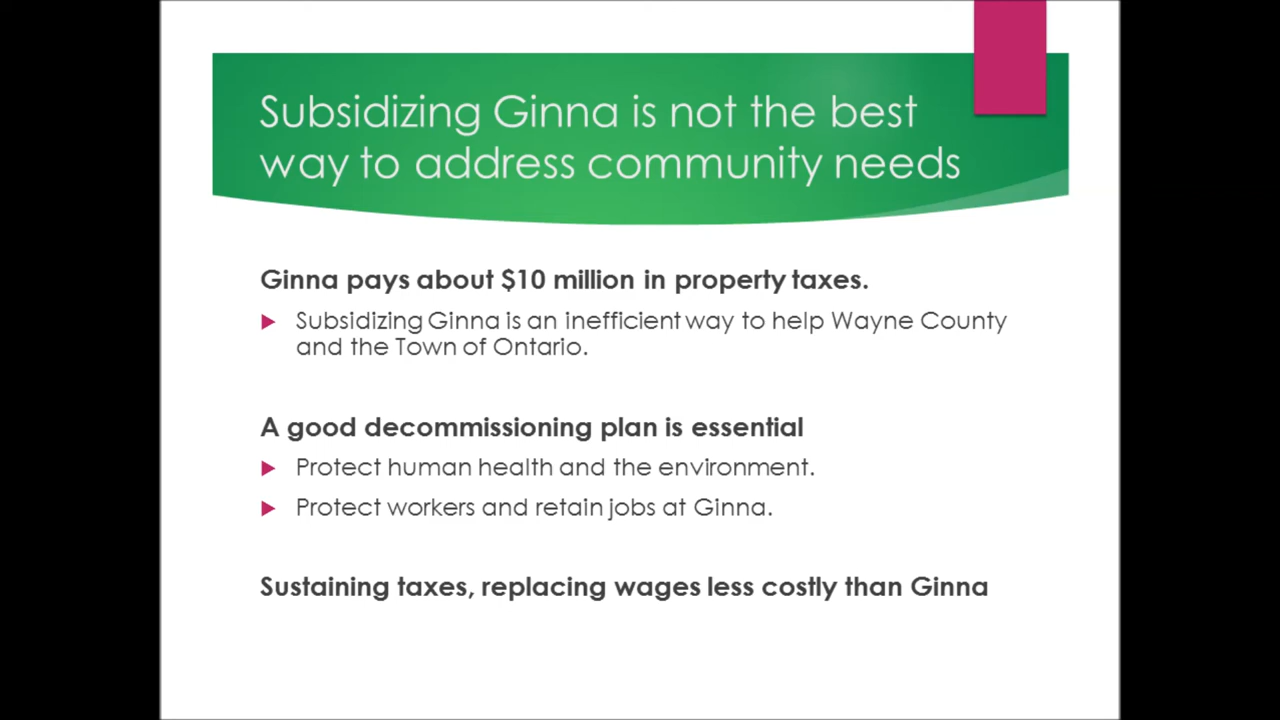 Subsidizing Ginna is not the best
way to address community needs
Ginna pays about $10 million in property taxes.
Subsidizing Ginna is an inefficient way to help Wayne County
and the Town of Ontario.
A good decommissioning plan is essential
Protect human health and the environment.
Protect workers and retain jobs at Ginna.
Sustaining taxes, replacing wages less costly than Ginna